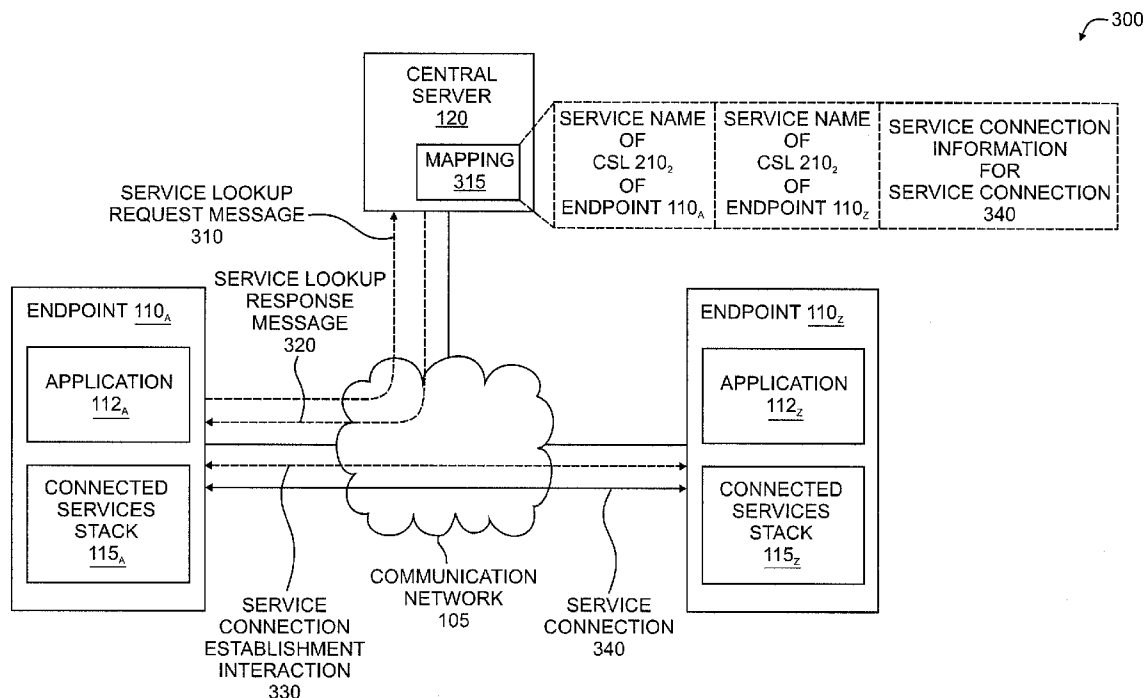 300
CENTRAL
SERVER
120
MAPPING
315
SERVICE NAME
OF
CSL 210₂
OF
ENDPOINT 110A
SERVICE NAME
OF
CSL 210₂
OF
ENDPOINT 110Z
SERVICE CONNECTION
INFORMATION
FOR
SERVICE CONNECTION
340
SERVICE LOOKUP
REQUEST MESSAGE
310
SERVICE LOOKUP
RESPONSE
MESSAGE
320
ENDPOINT 110A
APPLICATION
112A
CONNECTED
SERVICES
STACK
115A
ENDPOINT 110Z
APPLICATION
112Z
CONNECTED
SERVICES
STACK
115Z
COMMUNICATION
NETWORK
105
SERVICE
CONNECTION
ESTABLISHMENT
INTERACTION
330
SERVICE
CONNECTION
340